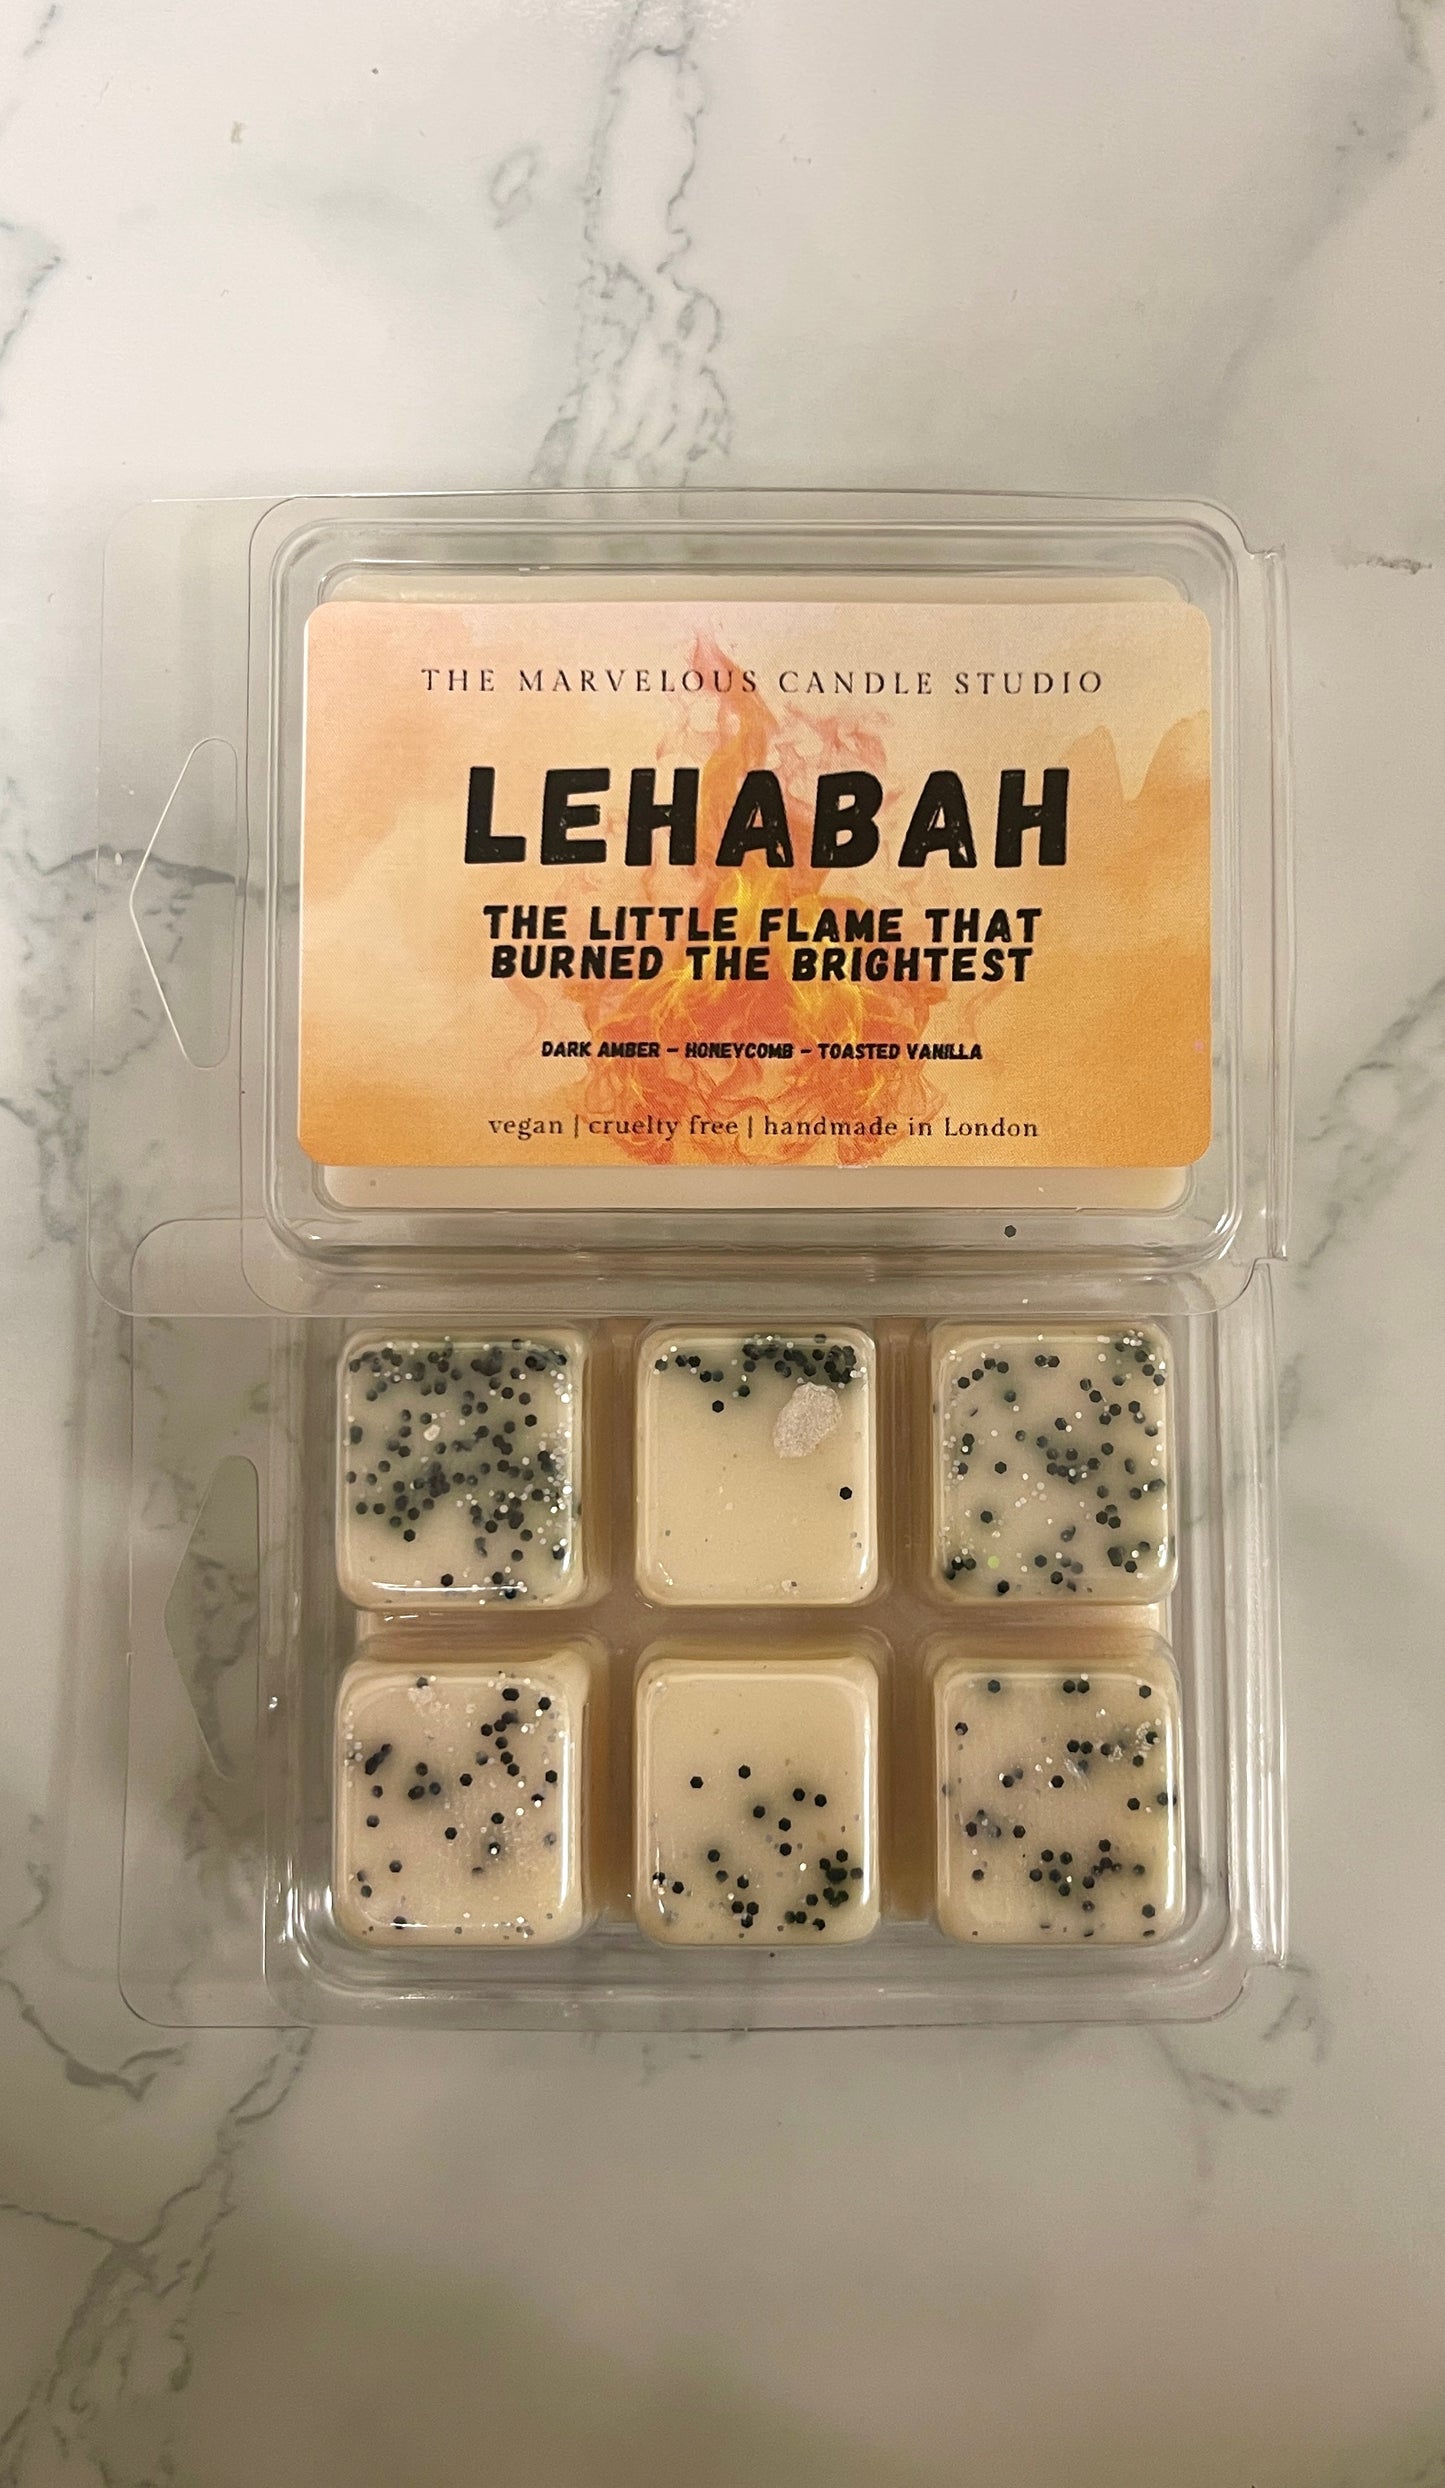 THE MARVELOUS CANDLE STUDIO
LEHABAH
THE LITTLE FLAME THAT
BURNED THE BRIGHTEST
DARK AMBER - HONEYCOMB - TOASTED VANILLA
vegan | cruelty free | handmade in London